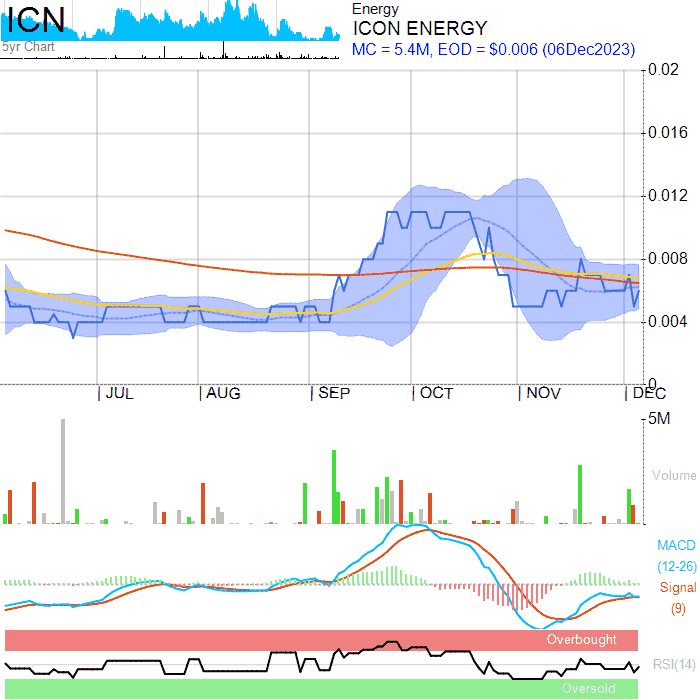 ICN
5yr Chart
Energy
ICON ENERGY
MC = 5.4M, EOD = $0.006 (06Dec2023)
0.02
0.016
0.012
0.008
0.004
0
JUL AUG SEP OCT NOV DEC
5M
Volume
MACD
(12-26)
Signal
(9)
Overbought
RSI(14)
Oversold